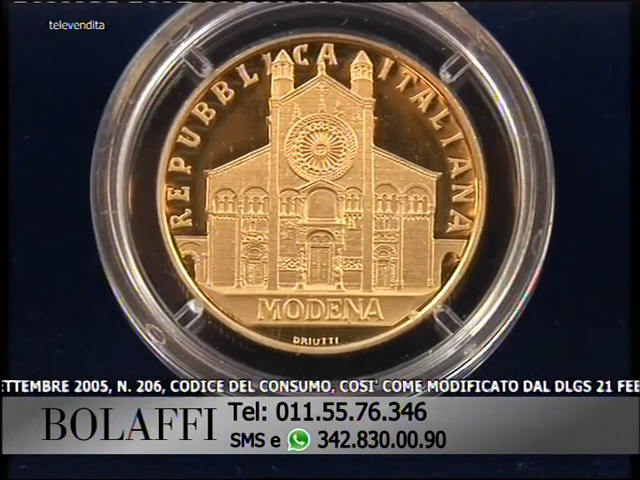 televendita
REPUBBLICA ITALIANA
MODENA
DRIUTTI
ETTEMBRE 2005, N. 206, CODICE DEL CONSUMO, COSI' COME MODIFICATO DAL DLGS 21 FEE
BOLAFFI
Tel: 011.55.76.346
SMS e 342.830.00.90